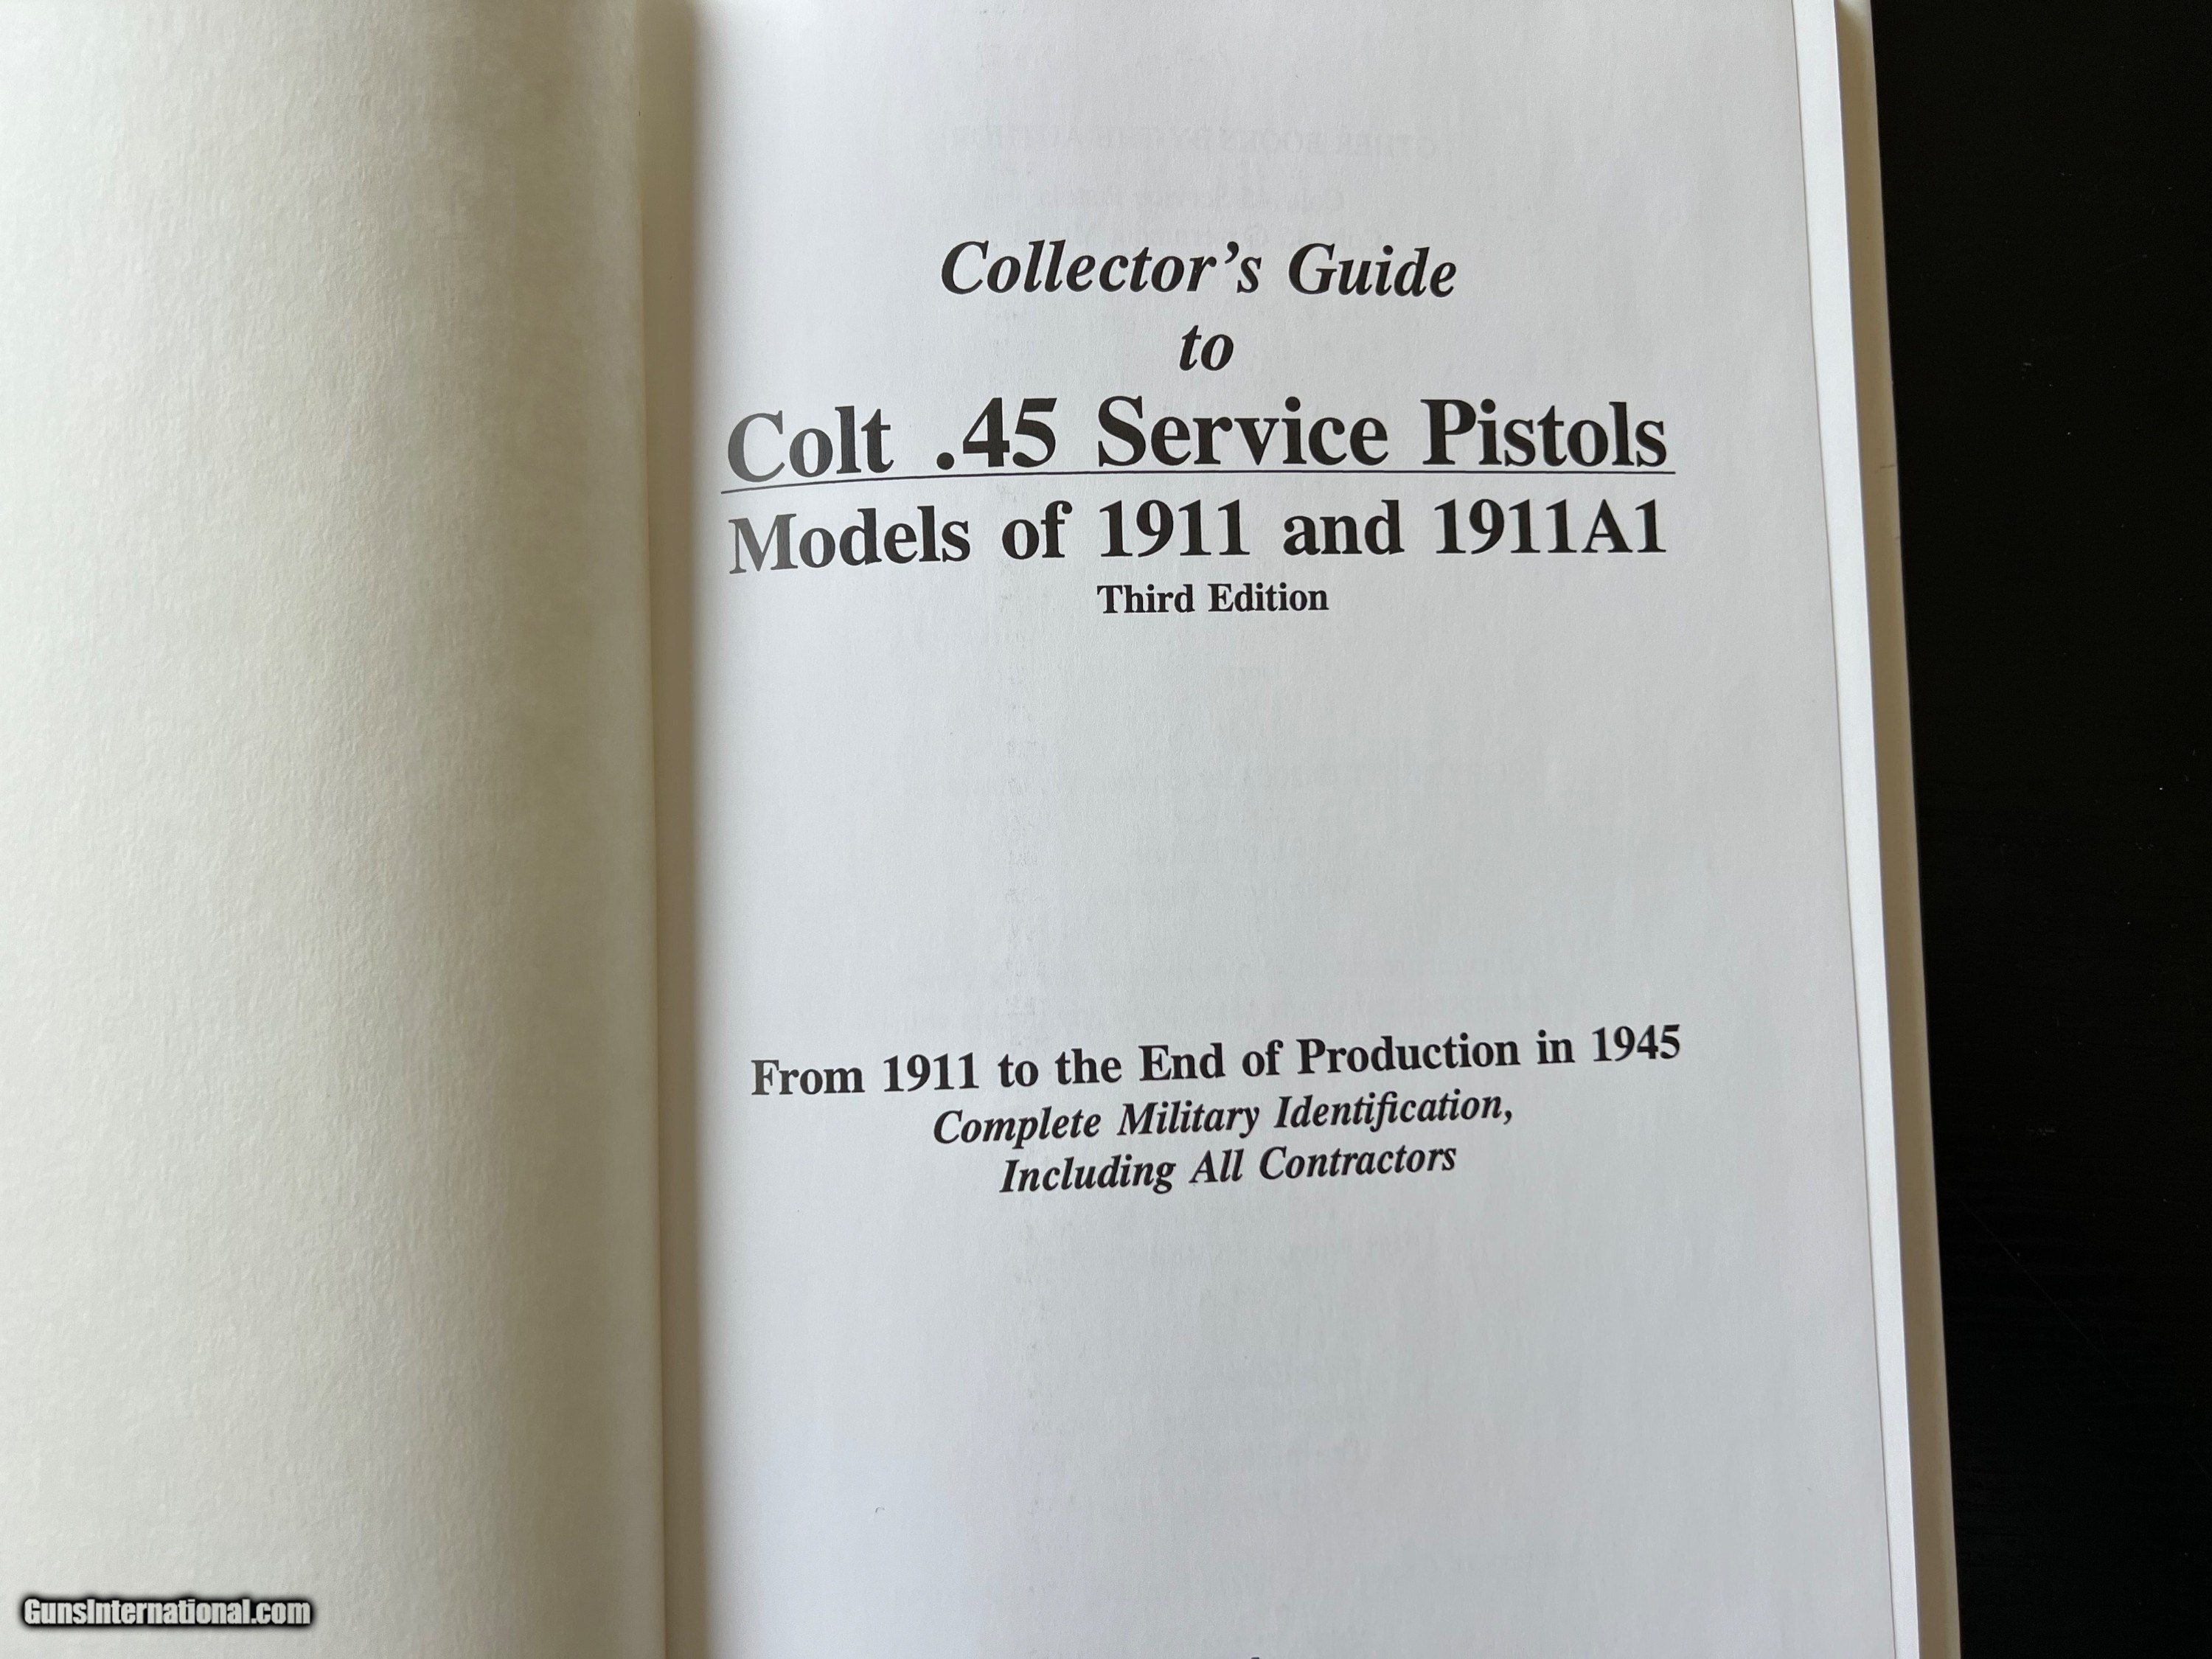 Collector's Guide
to
Colt .45 Service Pistols
Models of 1911 and 1911A1
Third Edition
From 1911 to the End of Production in 1945
Complete Military Identification,
Including All Contractors
GunsInternational.com